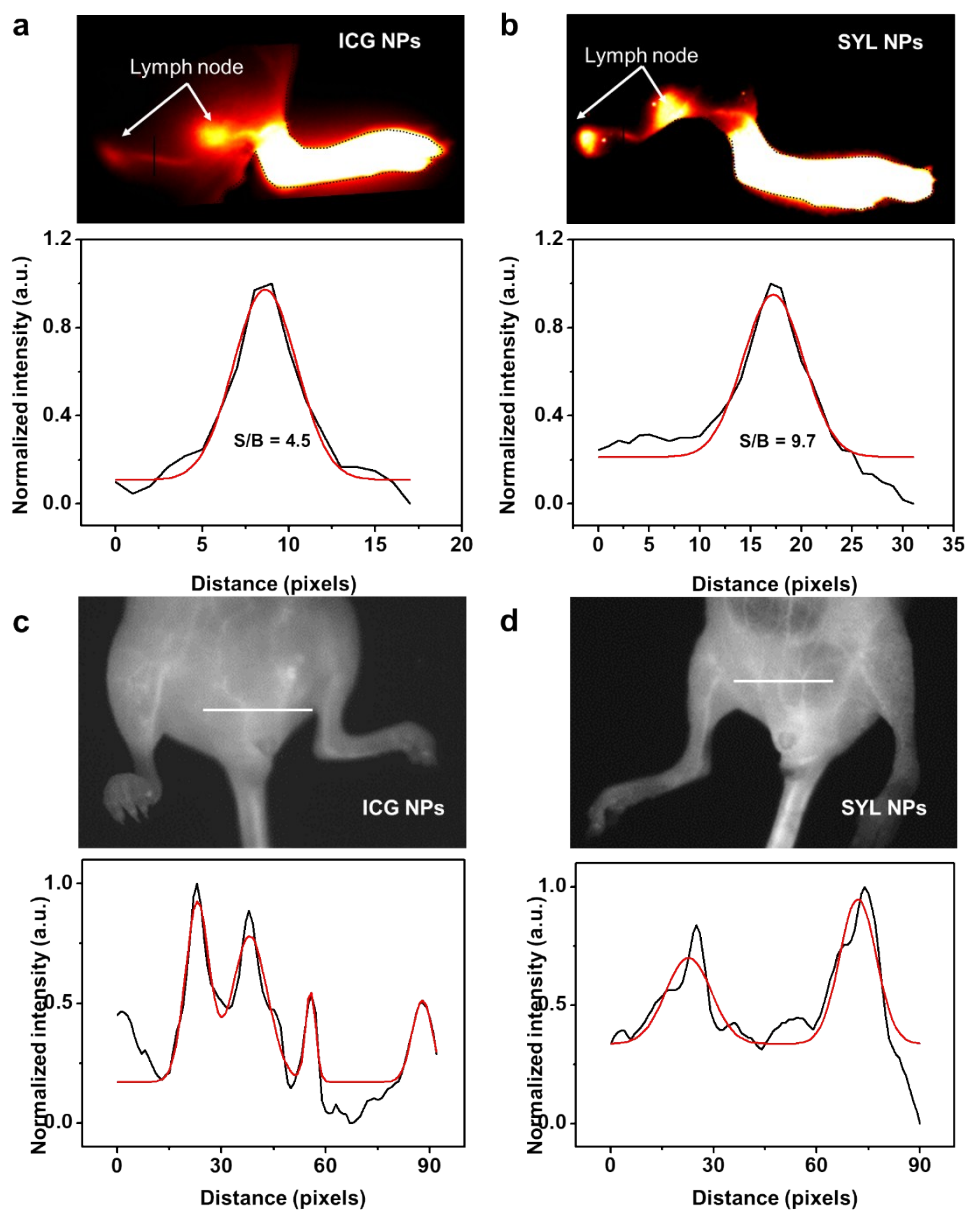 a
ICG NPs
Lymph node
b
SYL NPs
Lymph node
Normalized intensity (a.u.)
1.2
0.8
0.4
0.0
S/B = 4.5
0 5 10 15 20
Distance (pixels)
Normalized intensity (a.u.)
1.2
0.8
0.4
0.0
S/B = 9.7
0 5 10 15 20 25 30 35
Distance (pixels)
c
ICG NPs
d
SYL NPs
Normalized intensity (a.u.)
1.0
0.5
0.0
0 30 60 90
Distance (pixels)
Normalized intensity (a.u.)
1.0
0.5
0.0
0 30 60 90
Distance (pixels)